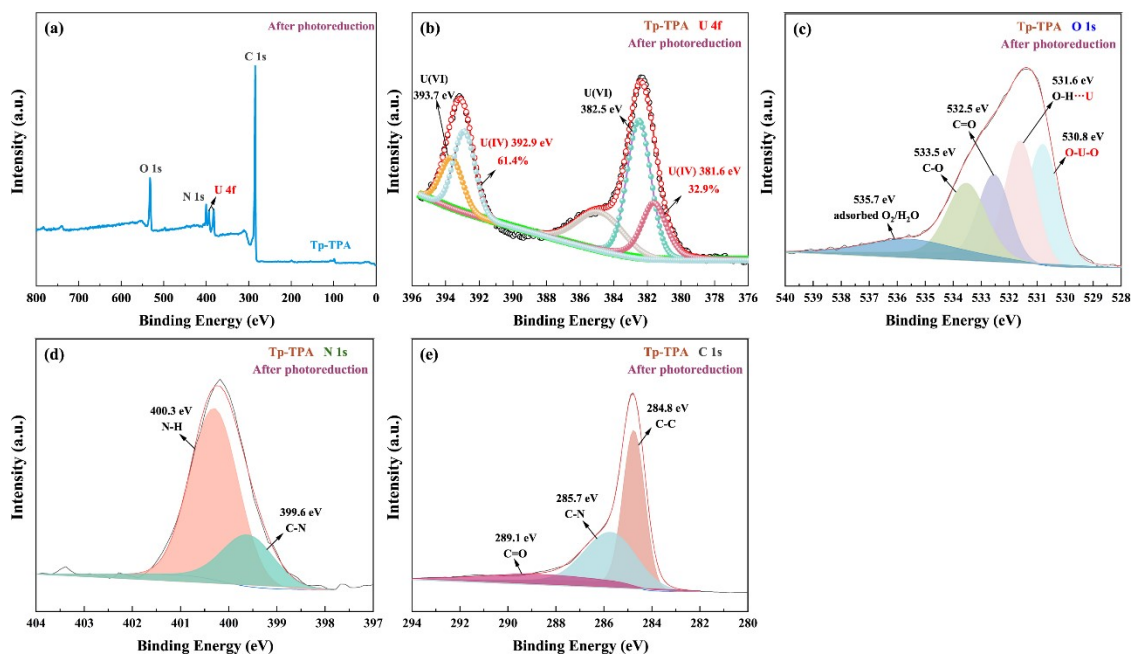 (a)
After photoreduction
C 1s
O 1s
N 1s
U 4f
Tp-TPA
Intensity (a.u.)
800 700 600 500 400 300 200 100 0
Binding Energy (eV)
(b)
Tp-TPA U 4f
After photoreduction
U(VI)
393.7 eV
U(IV) 392.9 eV
61.4%
U(VI)
382.5 eV
U(IV) 381.6 eV
32.9%
Intensity (a.u.)
396 394 392 390 388 386 384 382 380 378 376
Binding Energy (eV)
(c)
Tp-TPA O 1s
After photoreduction
531.6 eV
O-H···U
532.5 eV
C=O
530.8 eV
O-U-O
533.5 eV
C-O
535.7 eV
adsorbed O2/H2O
Intensity (a.u.)
540 539 538 537 536 535 534 533 532 531 530 529 528
Binding Energy (eV)
(d)
Tp-TPA N 1s
After photoreduction
400.3 eV
N-H
399.6 eV
C-N
Intensity (a.u.)
404 403 402 401 400 399 398 397
Binding Energy (eV)
(e)
Tp-TPA C 1s
After photoreduction
284.8 eV
C-C
285.7 eV
C-N
289.1 eV
C=O
Intensity (a.u.)
294 292 290 288 286 284 282 280
Binding Energy (eV)